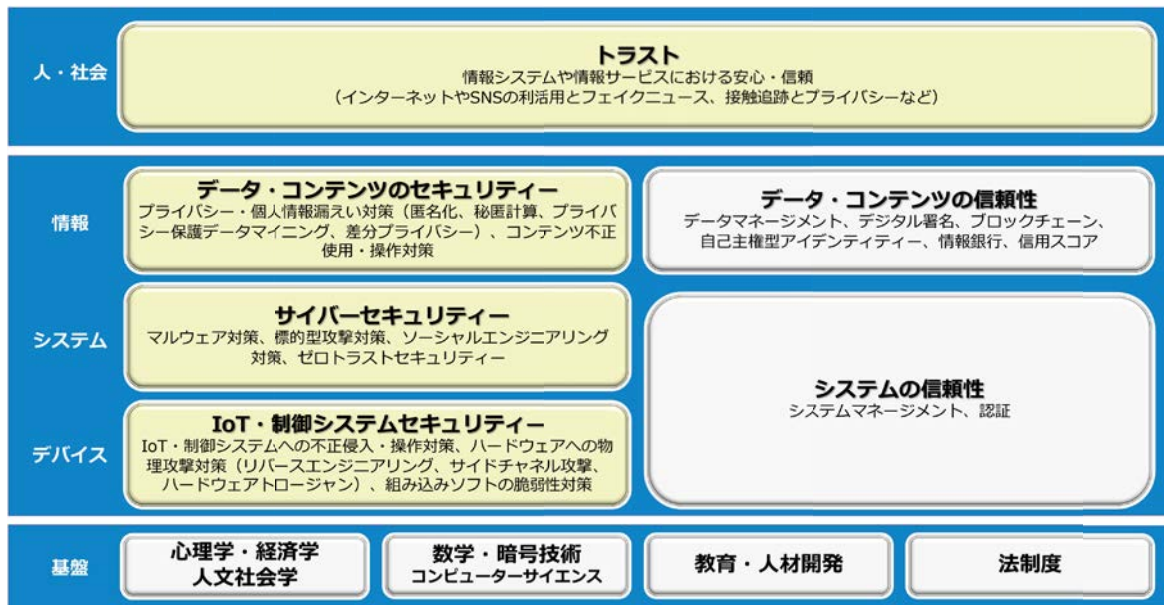 人・社会
トラスト
情報システムや情報サービスにおける安心・信頼
（インターネットやSNSの利活用とフェイクニュース、接触追跡とプライバシーなど）
情報
データ・コンテンツのセキュリティー
プライバシー・個人情報漏えい対策（匿名化、秘匿計算、プライバ
シー保護データマイニング、差分プライバシー）、コンテンツ不正
使用・操作対策
データ・コンテンツの信頼性
データマネージメント、デジタル署名、ブロックチェーン、
自己主権型アイデンティティー、情報銀行、信用スコア
システム
サイバーセキュリティー
マルウェア対策、標的型攻撃対策、ソーシャルエンジニアリング
対策、ゼロトラストセキュリティー
システムの信頼性
システムマネージメント、認証
デバイス
IoT・制御システムセキュリティー
IoT・制御システムへの不正侵入・操作対策、ハードウェアへの物
理攻撃対策（リバースエンジニアリング、サイドチャネル攻撃、
ハードウェアトロージャン）、組み込みソフトの脆弱性対策
基盤
心理学・経済学
人文社会学
数学・暗号技術
コンピューターサイエンス
教育・人材開発
法制度